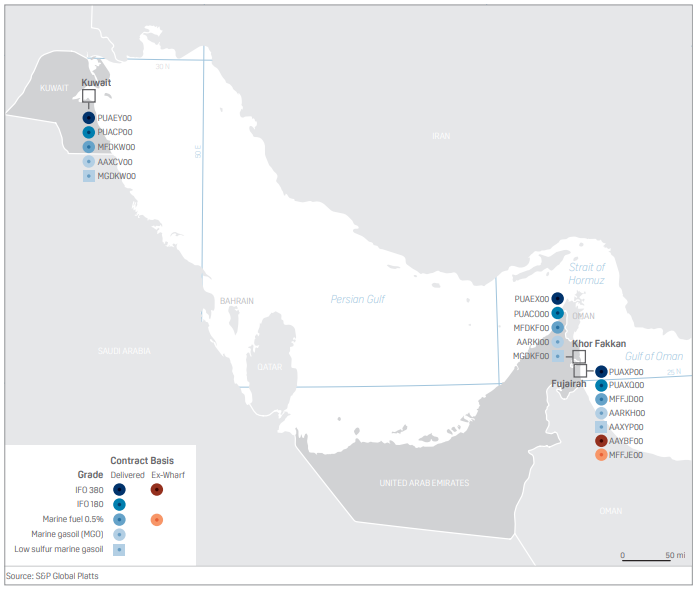 30 N
KUWAIT
Kuwait
PUAEY00
PUACP00
MFDKW00
AAXCV00
MGDKW00
IRAN
50 E
Strait of
Hormuz
BAHRAIN
Persian Gulf
PUAEX00
PUACO00
MFDKF00
AARKI00
MGDKF00
OMAN
Khor Fakkan
Gulf of Oman
SAUDI ARABIA
QATAR
Fujairah
25 N
PUAXP00
PUAXQ00
MFFJD00
AARKH00
AAXYP00
AAYBF00
MFFJE00
UNITED ARAB EMIRATES
OMAN
Contract Basis
Grade Delivered Ex-Wharf
IFO 380
IFO 180
Marine fuel 0.5%
Marine gasoil (MGO)
Low sulfur marine gasoil
0 50 mi
Source: S&P Global Platts